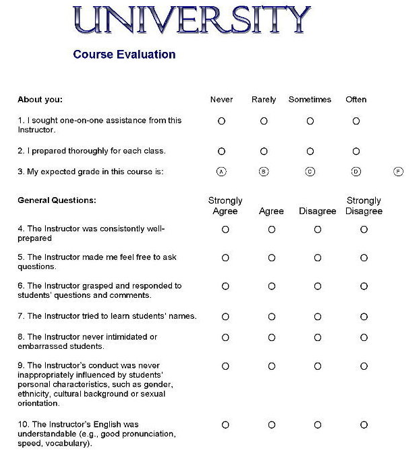 UNIVERSITY
Course Evaluation
About you: Never Rarely Sometimes Often
1. I sought one-on-one assistance from this
Instructor.
2. I prepared thoroughly for each class.
3. My expected grade in this course is: A B C D F
General Questions: Strongly Agree Agree Disagree Strongly Disagree
4. The Instructor was consistently well-
prepared
5. The Instructor made me feel free to ask
questions.
6. The Instructor grasped and responded to
students' questions and comments.
7. The Instructor tried to learn students' names.
8. The Instructor never intimidated or
embarrassed students.
9. The Instructor's conduct was never
inappropriately influenced by students'
personal characteristics, such as gender,
ethnicity, cultural background or sexual
orientation.
10. The Instructor's English was
understandable (e.g., good pronunciation,
speed, vocabulary).